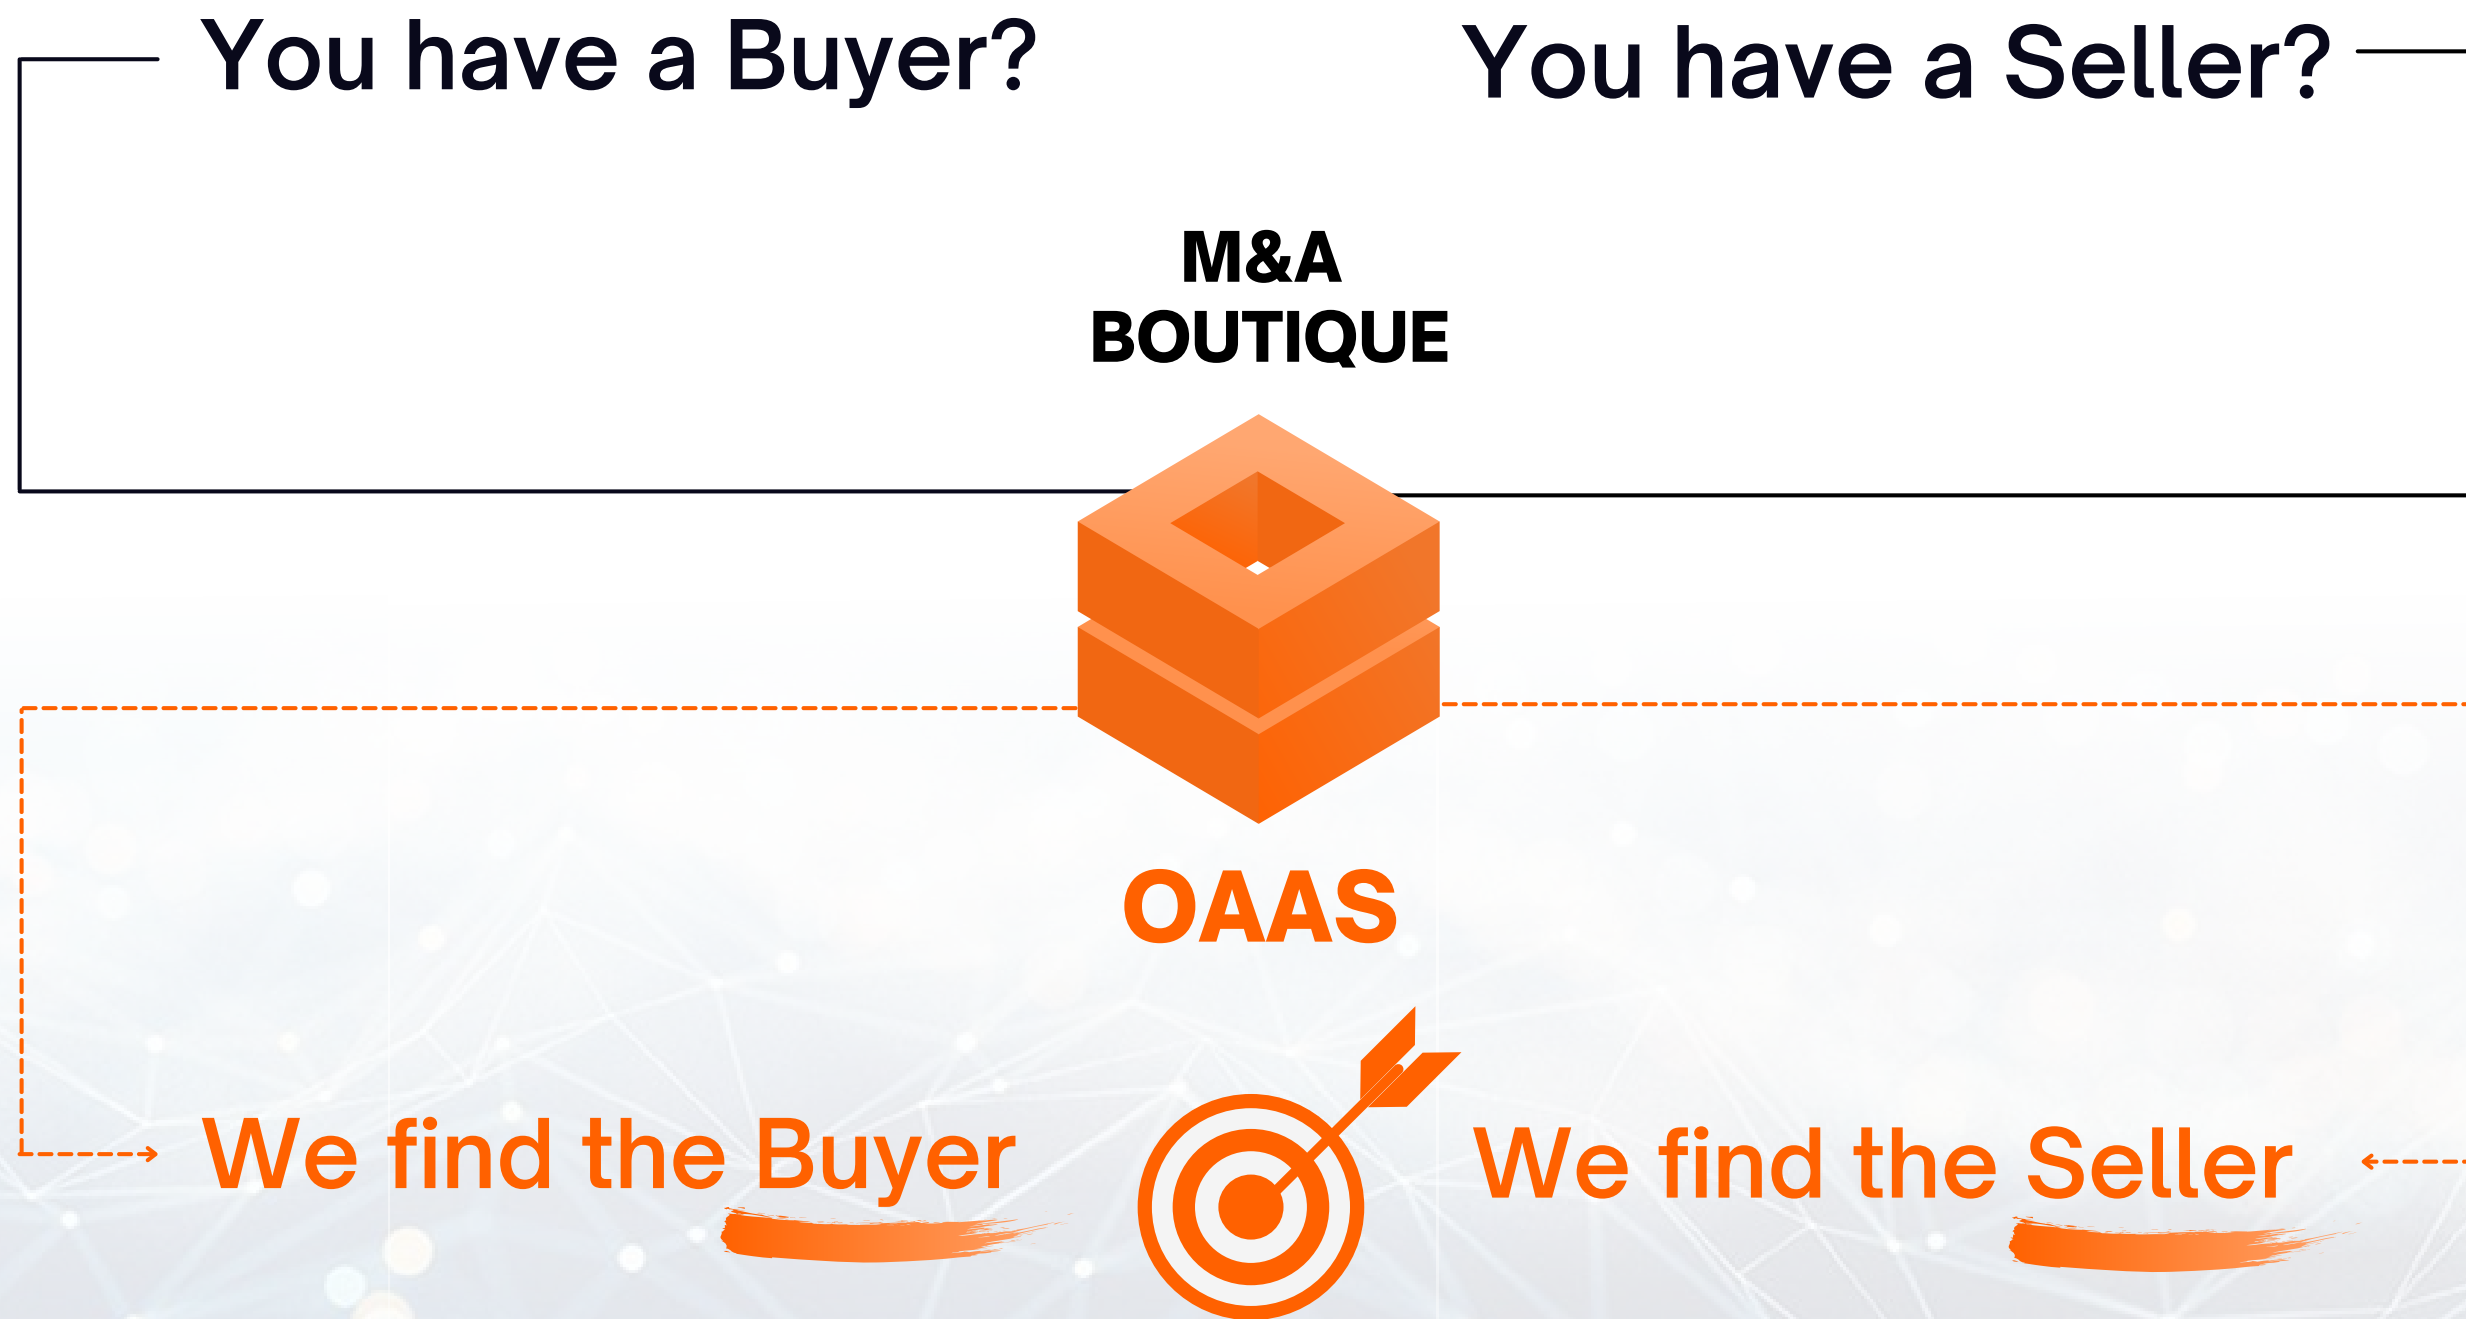 You have a Buyer?
You have a Seller?
M&A
BOUTIQUE
OAAS
We find the Buyer
We find the Seller